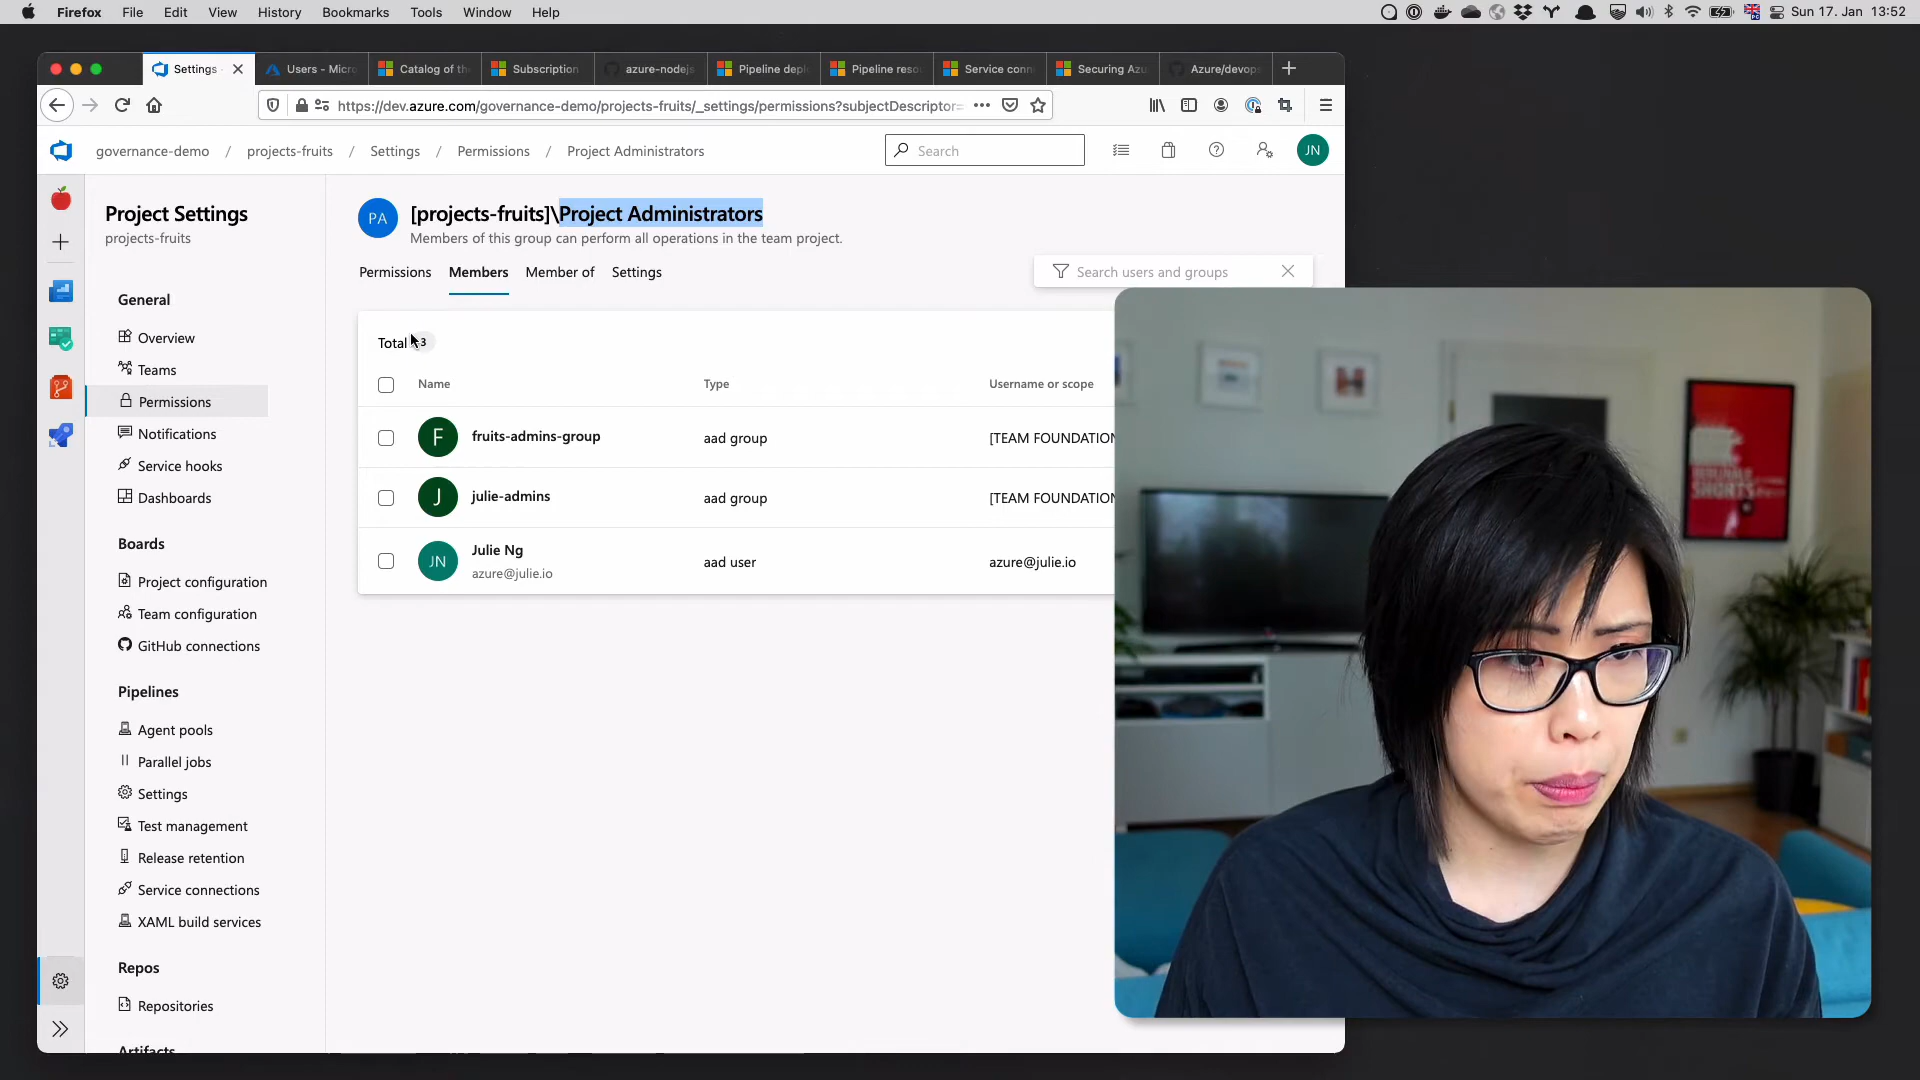 Firefox File Edit View History Bookmarks Tools Window Help Sun 17. Jan 13:52
Settings Users - Micr Catalog of th Subscription azure-nodejs Pipeline depl Pipeline reso Service conn Securing Azu Azure/devops
https://dev.azure.com/governance-demo/projects-fruits/_settings/permissions?subjectDescriptor=
governance-demo / projects-fruits / Settings / Permissions / Project Administrators
Search
JN
Project Settings
projects-fruits
General
Overview
Teams
Permissions
Notifications
Service hooks
Dashboards
Boards
Project configuration
Team configuration
GitHub connections
Pipelines
Agent pools
Parallel jobs
Settings
Test management
Release retention
Service connections
XAML build services
Repos
Repositories
Artifacts
PA
[projects-fruits]\Project Administrators
Members of this group can perform all operations in the team project.
Permissions Members Member of Settings
Search users and groups
Total 3
Name Type Username or scope
F fruits-admins-group aad group [TEAM FOUNDATION
J julie-admins aad group [TEAM FOUNDATION
JN Julie Ng aad user azure@julie.io
azure@julie.io
SHORTS